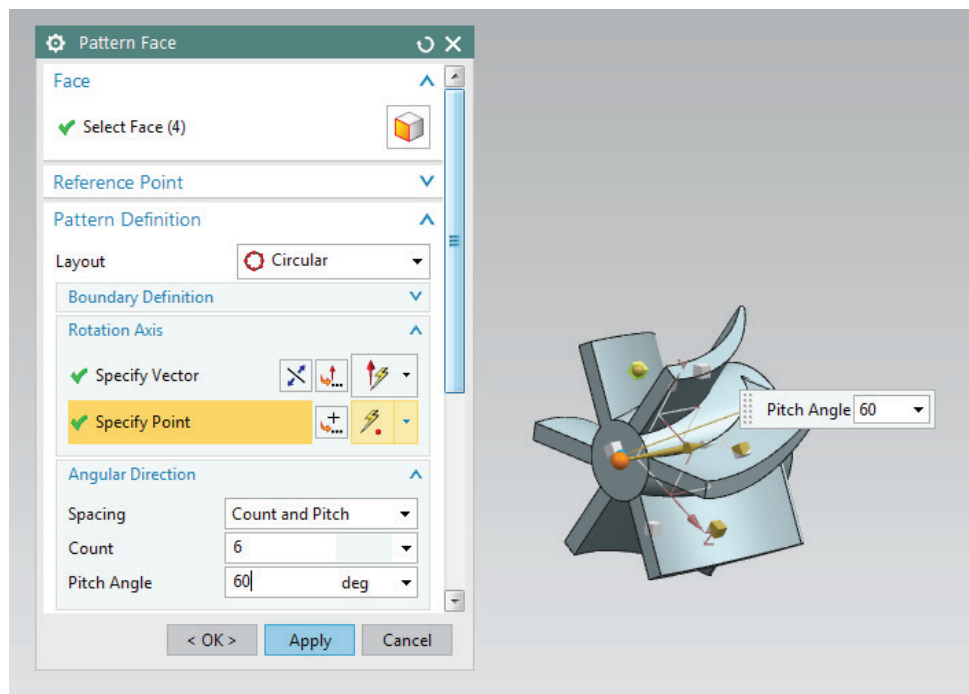 Pattern Face
Face
Select Face (4)
Reference Point
Pattern Definition
Layout
Circular
Boundary Definition
Rotation Axis
Specify Vector
Specify Point
Angular Direction
Spacing
Count and Pitch
Count
6
Pitch Angle
60
deg
< OK >
Apply
Cancel
Y
Pitch Angle 60
Z